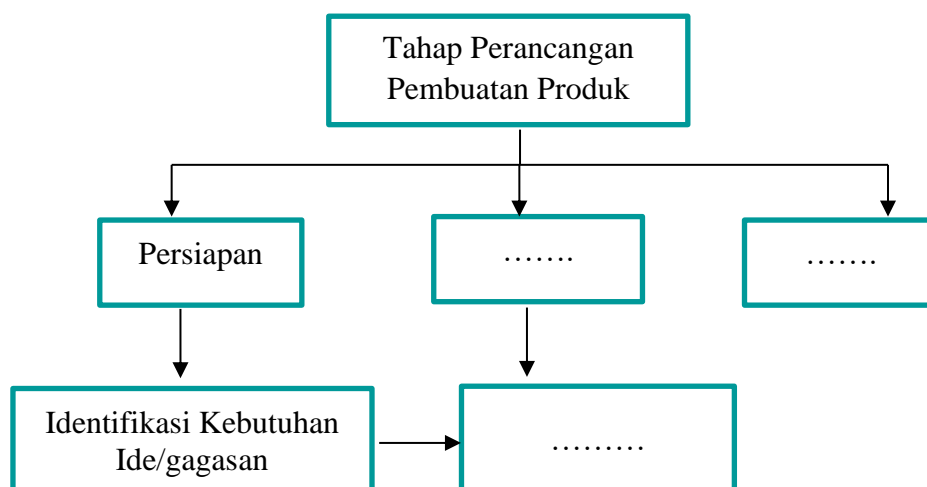 Tahap Perancangan
Pembuatan Produk
Persiapan
…….
…….
Identifikasi Kebutuhan
Ide/gagasan
………